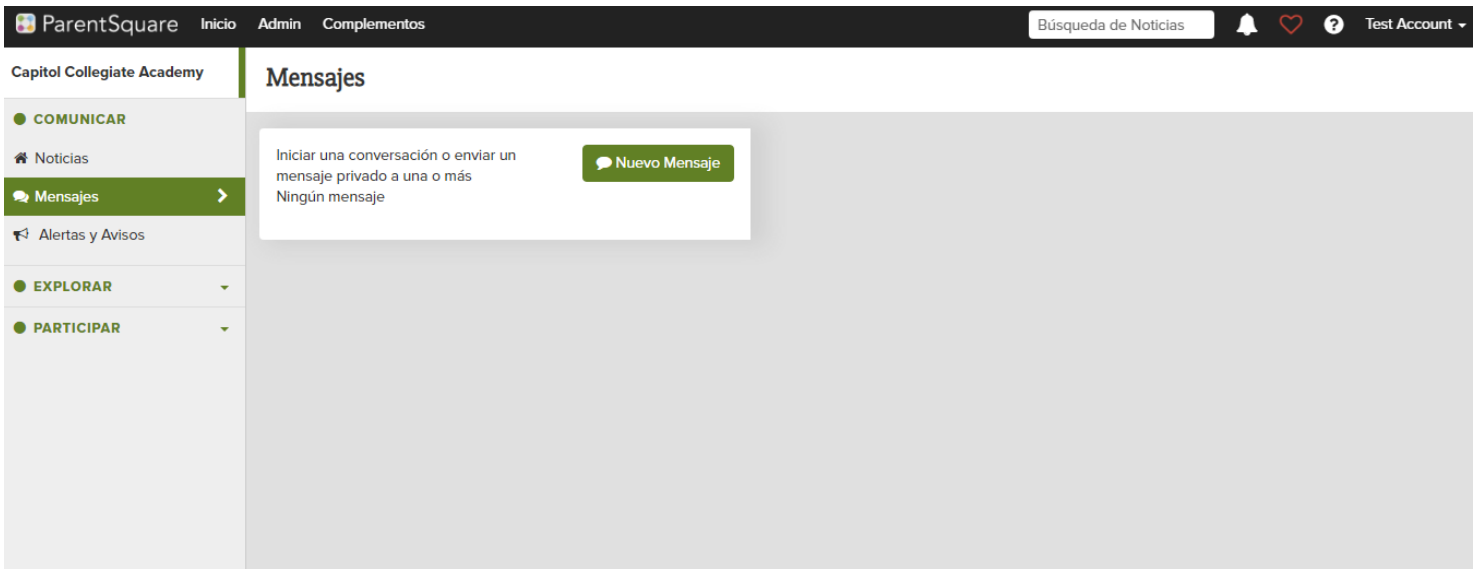 ParentSquare Inicio Admin Complementos Búsqueda de Noticias Test Account
Capitol Collegiate Academy
Mensajes
COMUNICAR
Noticias
Mensajes
Alertas y Avisos
EXPLORAR
PARTICIPAR
Iniciar una conversación o enviar un
mensaje privado a una o más
Ningún mensaje
Nuevo Mensaje